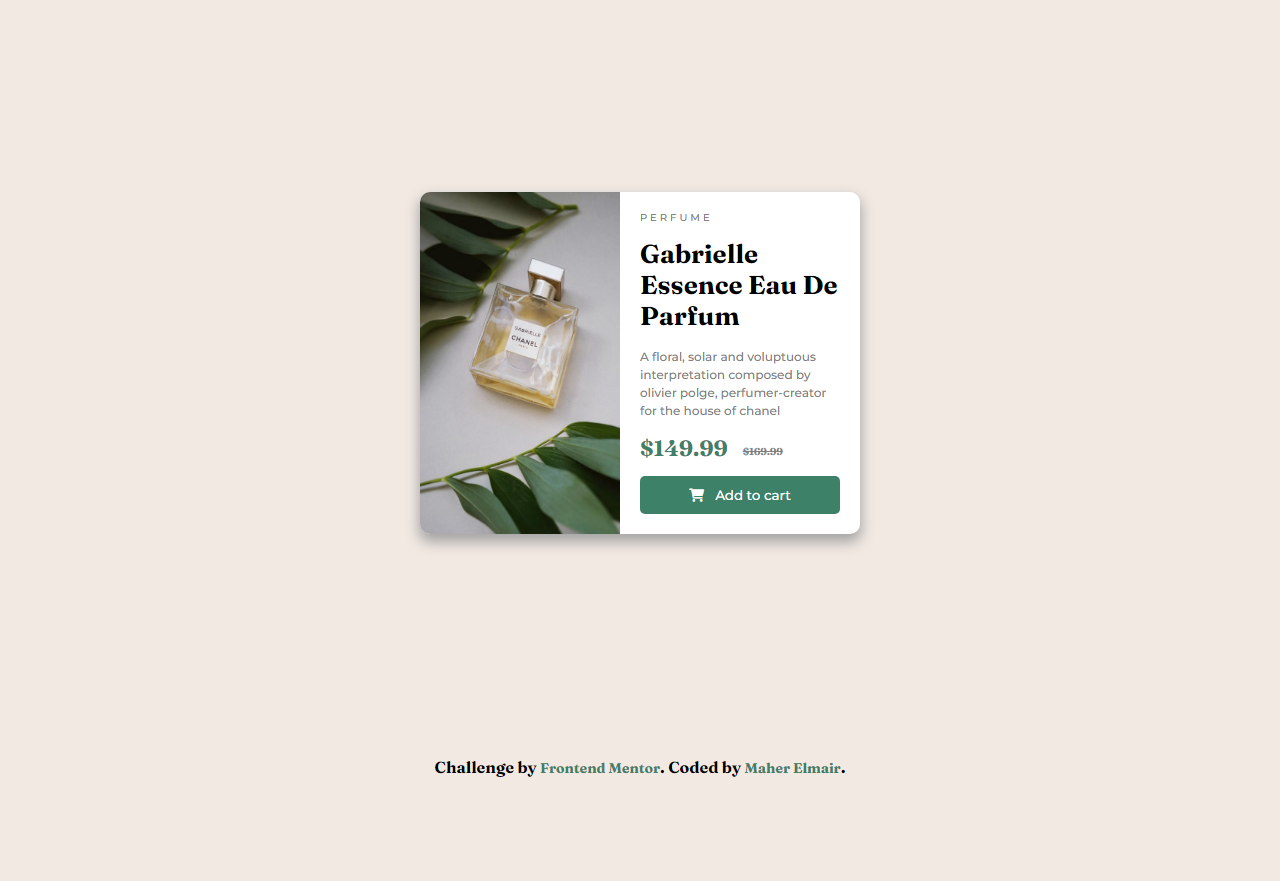 PERFUME
Gabrielle
Essence Eau De
Parfum
A floral, solar and voluptuous
interpretation composed by
olivier polge, perfumer-creator
for the house of chanel
$149.99 $169.99
Add to cart
GABRIELLE
CHANEL
Challenge by Frontend Mentor. Coded by Maher Elmair.